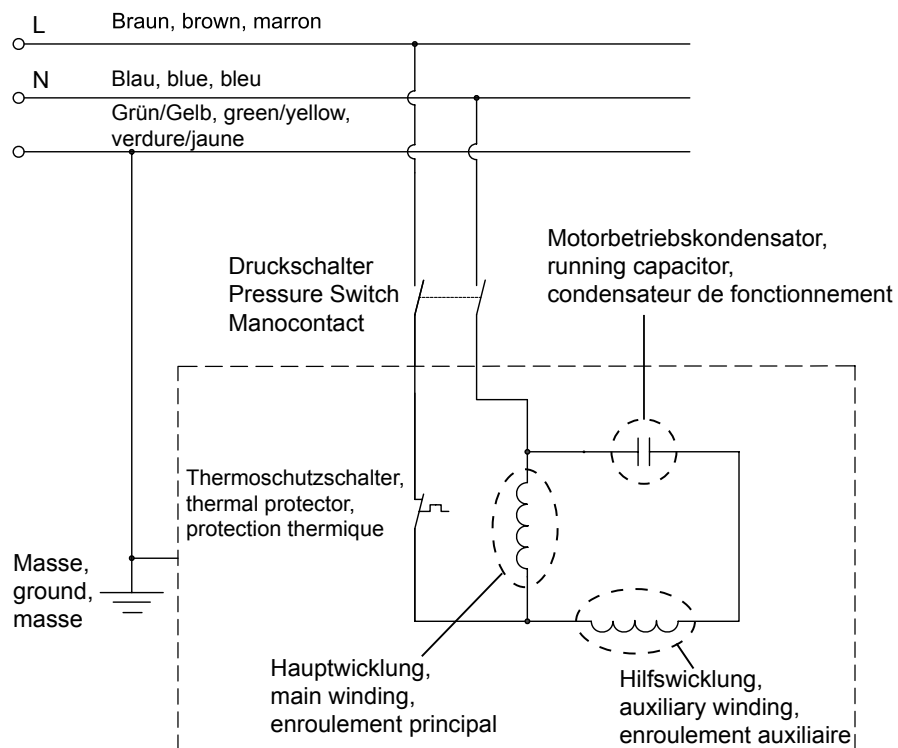 L
Braun, brown, marron
N
Blau, blue, bleu
Grün/Gelb, green/yellow,
verdure/jaune
Motorbetriebskondensator,
running capacitor,
condensateur de fonctionnement
Druckschalter
Pressure Switch
Manocontact
Thermoschutzschalter,
thermal protector,
protection thermique
Masse,
ground,
masse
Hauptwicklung,
main winding,
enroulement principal
Hilfswicklung,
auxiliary winding,
enroulement auxiliaire